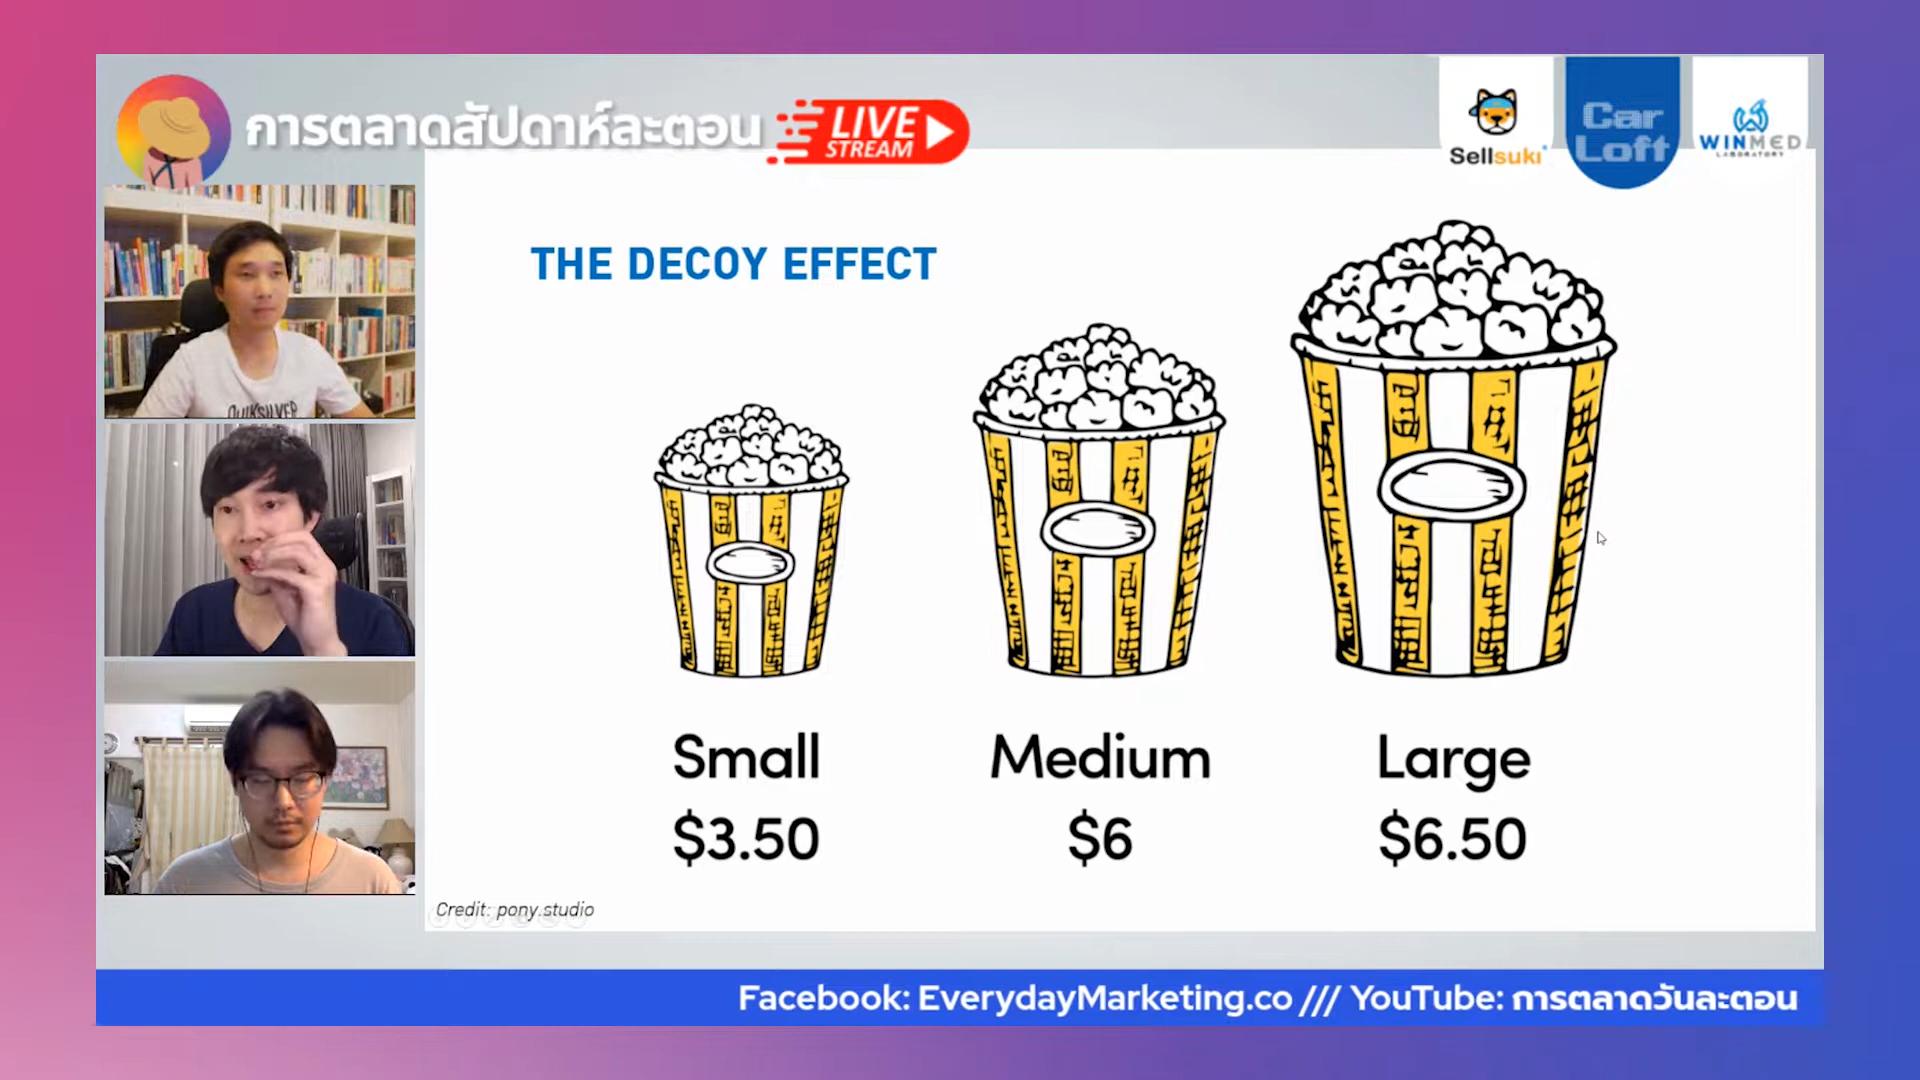 การตลาดสัปดาห์ละตอน
LIVE
STREAM
Sellsuki
Car
Loft
WINMED
LABORATORY
QUIKSILVER
THE DECOY EFFECT
Small
$3.50
Medium
$6
Large
$6.50
Credit: pony.studio
Facebook: EverydayMarketing.co /// YouTube: การตลาดวันละตอน